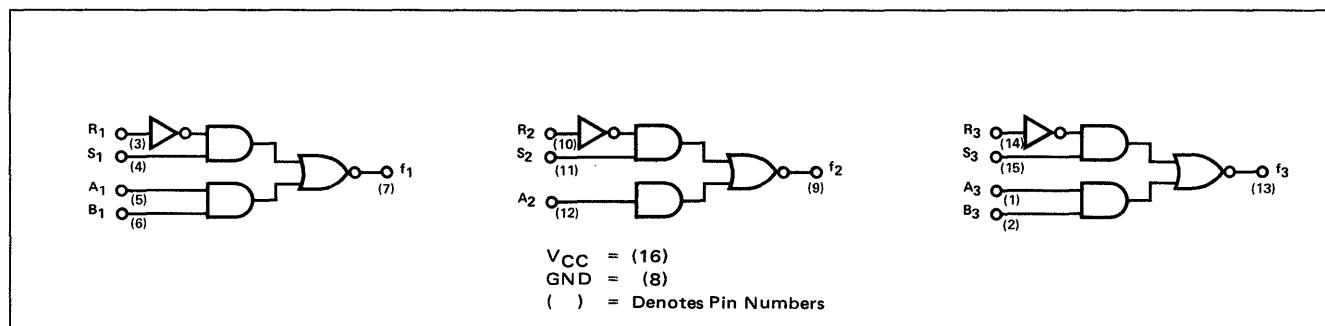 R1 (3)
S1 (4)
A1 (5)
B1 (6)
f1 (7)
R2 (10)
S2 (11)
A2 (12)
f2 (9)
VCC = (16)
GND = (8)
( ) = Denotes Pin Numbers
R3 (14)
S3 (15)
A3 (1)
B3 (2)
f3 (13)